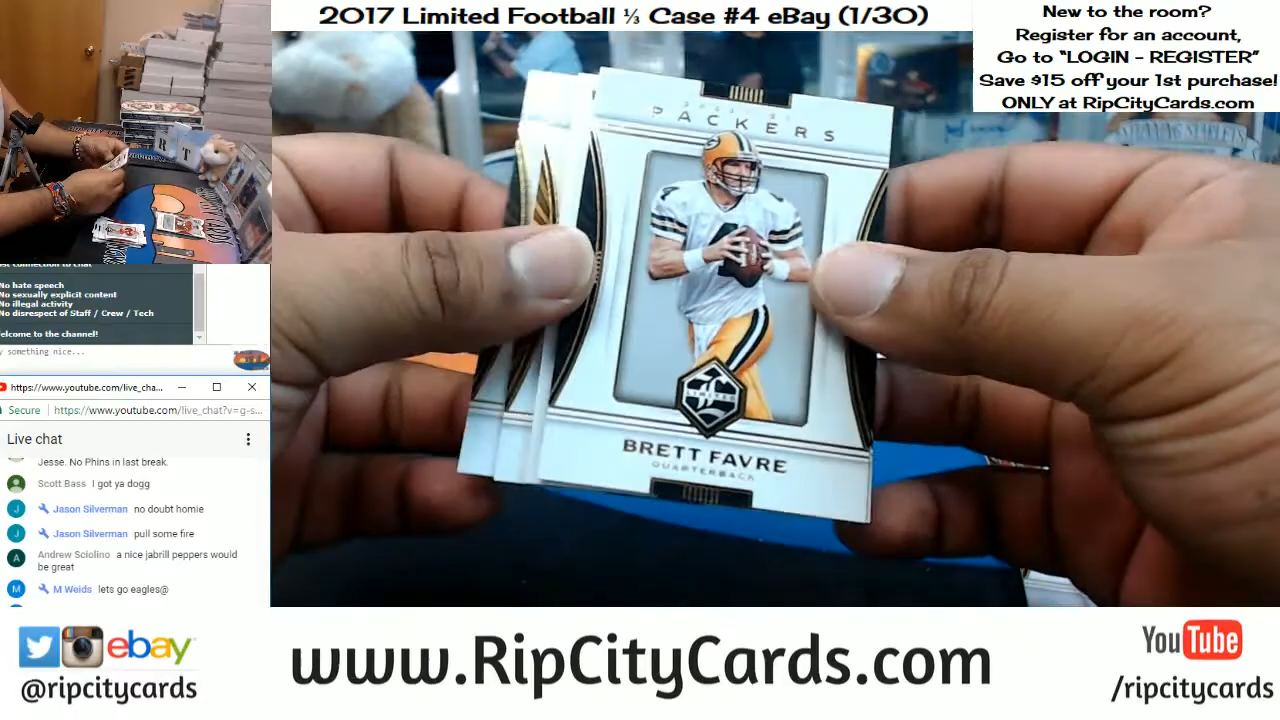 2017 Limited Football ⅓ Case #4 eBay (1/30)
New to the room?
Register for an account,
Go to "LOGIN - REGISTER"
Save $15 off your 1st purchase!
ONLY at RipCityCards.com
PACKERS
4
LIMITED
BRETT FAVRE
QUARTERBACK
R T
No hate speech
No sexually explicit content
No illegal activity
No disrespect of Staff / Crew / Tech
elcome to the channel!
y something nice...
https://www.youtube.com/live_cha...
Secure https://www.youtube.com/live_chat?v=g-s...
Live chat
Jesse. No Phins in last break.
Scott Bass I got ya dogg
J Jason Silverman no doubt homie
J Jason Silverman pull some fire
A Andrew Sciolino a nice jabrill peppers would
be great
M M Weids lets go eagles@
ebay
@ripcitycards
www.RipCityCards.com
YouTube
/ripcitycards